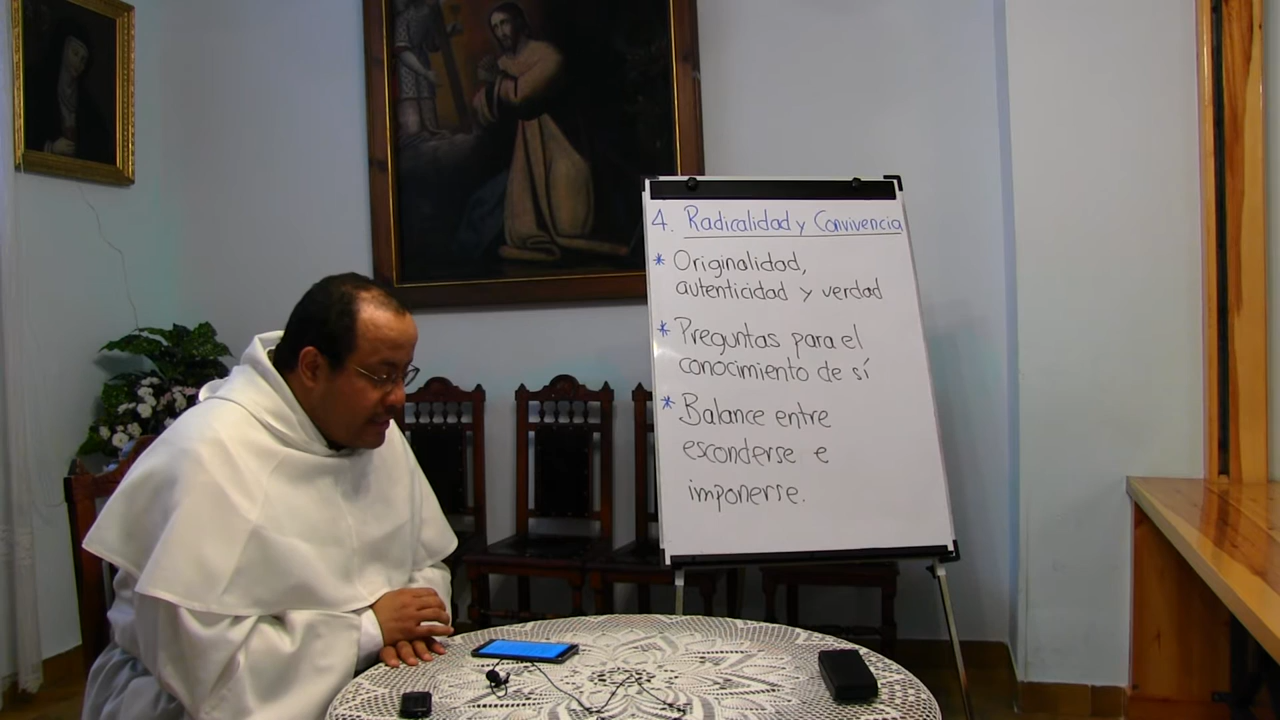 4. Radicalidad y Convivencia
* Originalidad,
autenticidad y verdad
* Preguntas para el
conocimiento de sí
* Balance entre
esconderse e
imponerse.